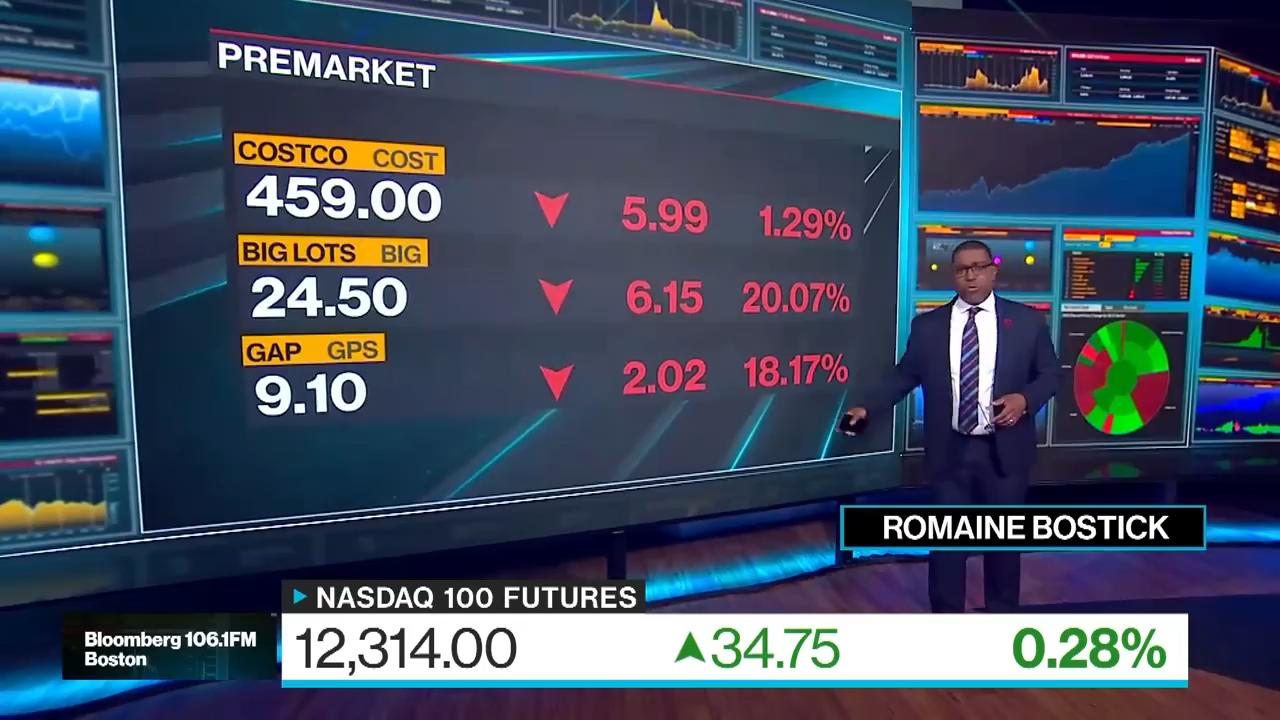 PREMARKET
COSTCO COST
459.00 5.99 1.29%
BIG LOTS BIG
24.50 6.15 20.07%
GAP GPS
9.10 2.02 18.17%
ROMAINE BOSTICK
NASDAQ 100 FUTURES
Bloomberg 106.1FM
Boston
12,314.00 34.75 0.28%